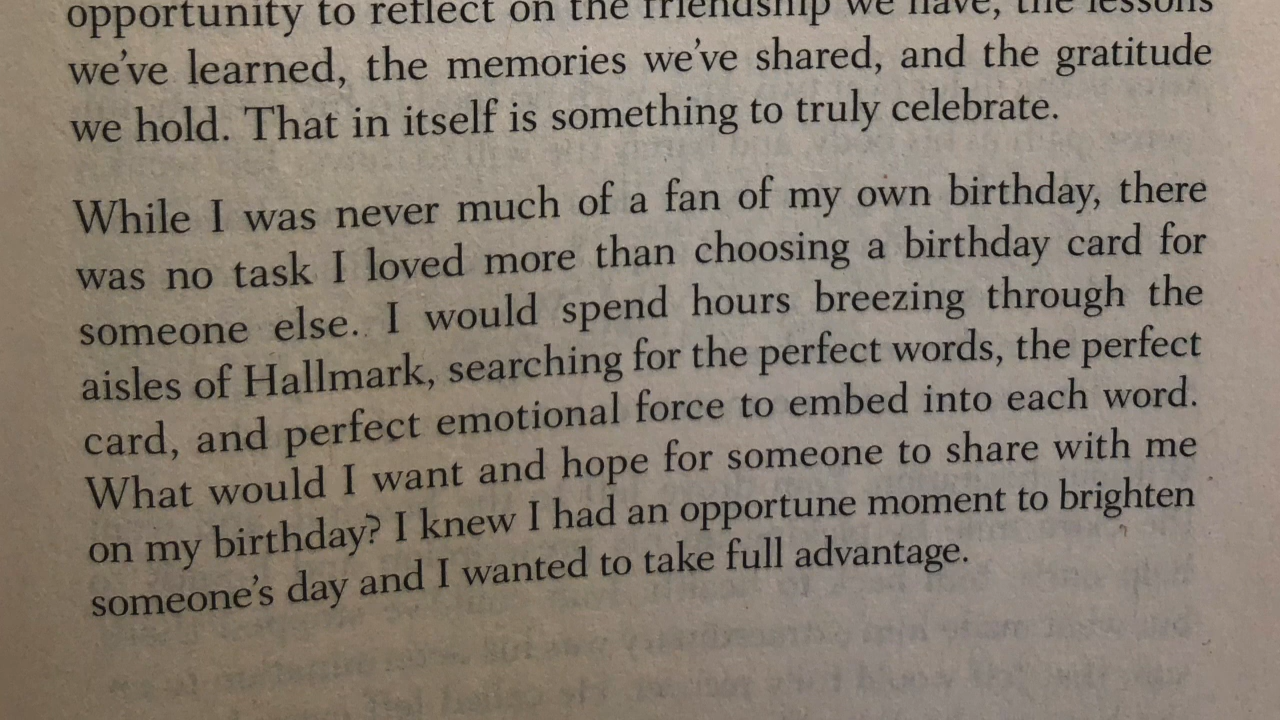 opportunity to reflect on the friendship we have, the lessons
we've learned, the memories we've shared, and the gratitude
we hold. That in itself is something to truly celebrate.
While I was never much of a fan of my own birthday, there
was no task I loved more than choosing a birthday card for
someone else. I would spend hours breezing through the
aisles of Hallmark, searching for the perfect words, the perfect
card, and perfect emotional force to embed into each word.
What would I want and hope for someone to share with me
on my birthday? I knew I had an opportune moment to brighten
someone's day and I wanted to take full advantage.